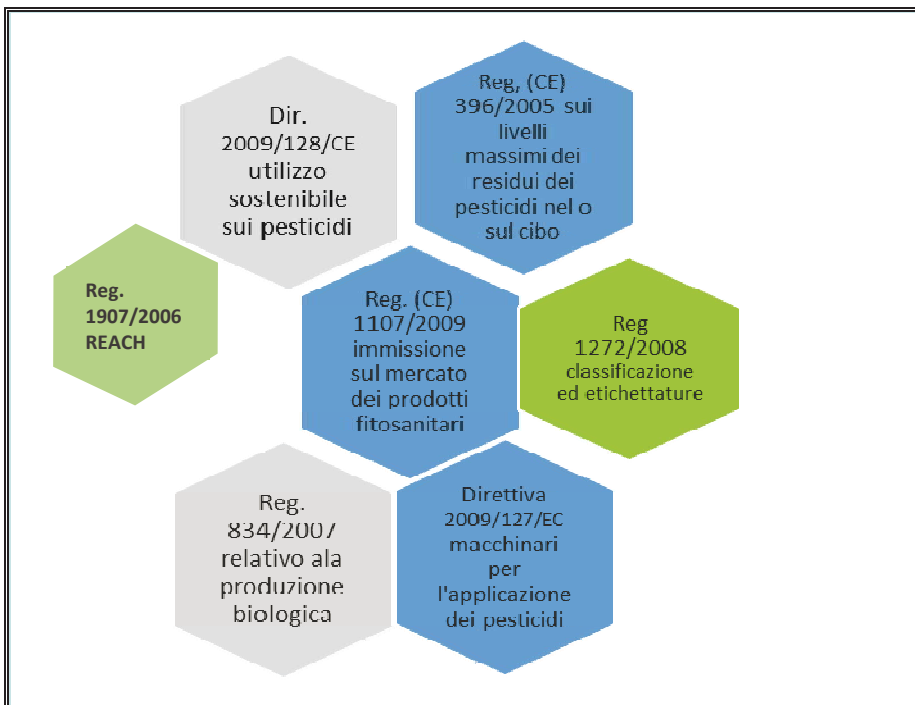 Dir.
2009/128/CE
utilizzo
sostenibile
sui pesticidi
Reg, (CE)
396/2005 sui
livelli
massimi dei
residui dei
pesticidi nel o
sul cibo
Reg.
1907/2006
REACH
Reg. (CE)
1107/2009
immissione
sul mercato
dei prodotti
fitosanitari
Reg
1272/2008
classificazione
ed etichettature
Reg.
834/2007
relativo ala
produzione
biologica
Direttiva
2009/127/EC
macchinari
per
l'applicazione
dei pesticidi